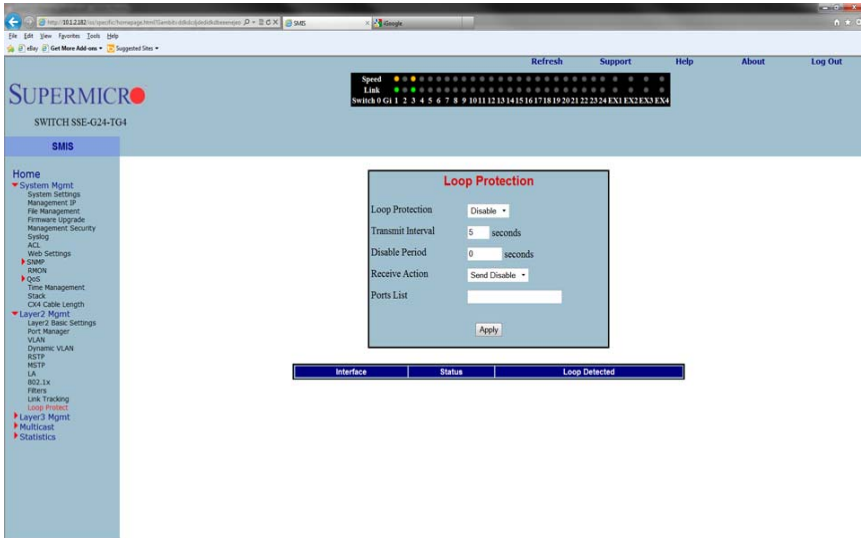 File Edit View Favorites Tools Help
eBay Get More Add-ons Suggested Sites
SMIS
iGoogle
Refresh Support Help About Log Out
Speed
Link
Switch 0 Gi 1 2 3 4 5 6 7 8 9 10 11 12 13 14 15 16 17 18 19 20 21 22 23 24 EX1 EX2 EX3 EX4
SUPERMICRO
SWITCH SSE-G24-TG4
SMIS
Home
System Mgmt
System Settings
Management IP
File Management
Firmware Upgrade
Management Security
Syslog
ACL
Web Settings
SNMP
RMON
QoS
Time Management
Stack
CX4 Cable Length
Layer2 Mgmt
Layer2 Basic Settings
Port Manager
VLAN
Dynamic VLAN
RSTP
MSTP
LA
802.1x
Filters
Link Tracking
Loop Protect
Layer3 Mgmt
Multicast
Statistics
Loop Protection
Loop Protection Disable
Transmit Interval 5 seconds
Disable Period 0 seconds
Receive Action Send Disable
Ports List
Apply
Interface Status Loop Detected